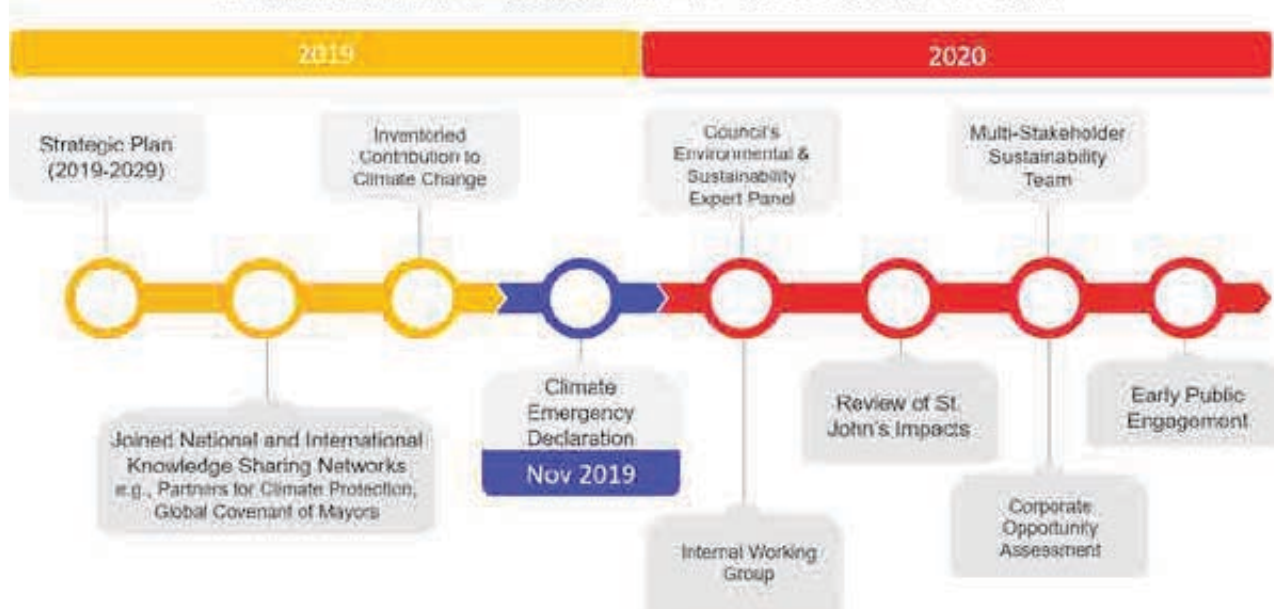 2019
2020
Strategic Plan
(2019-2029)
Inventoried
Contribution to
Climate Change
Council's
Environmental &
Sustainability
Expert Panel
Multi-Stakeholder
Sustainability
Team
Joined National and International
Knowledge Sharing Networks
e.g., Partners for Climate Protection,
Global Covenant of Mayors
Climate
Emergency
Declaration
Nov 2019
Internal Working
Group
Review of St.
John's Impacts
Corporate
Opportunity
Assessment
Early Public
Engagement